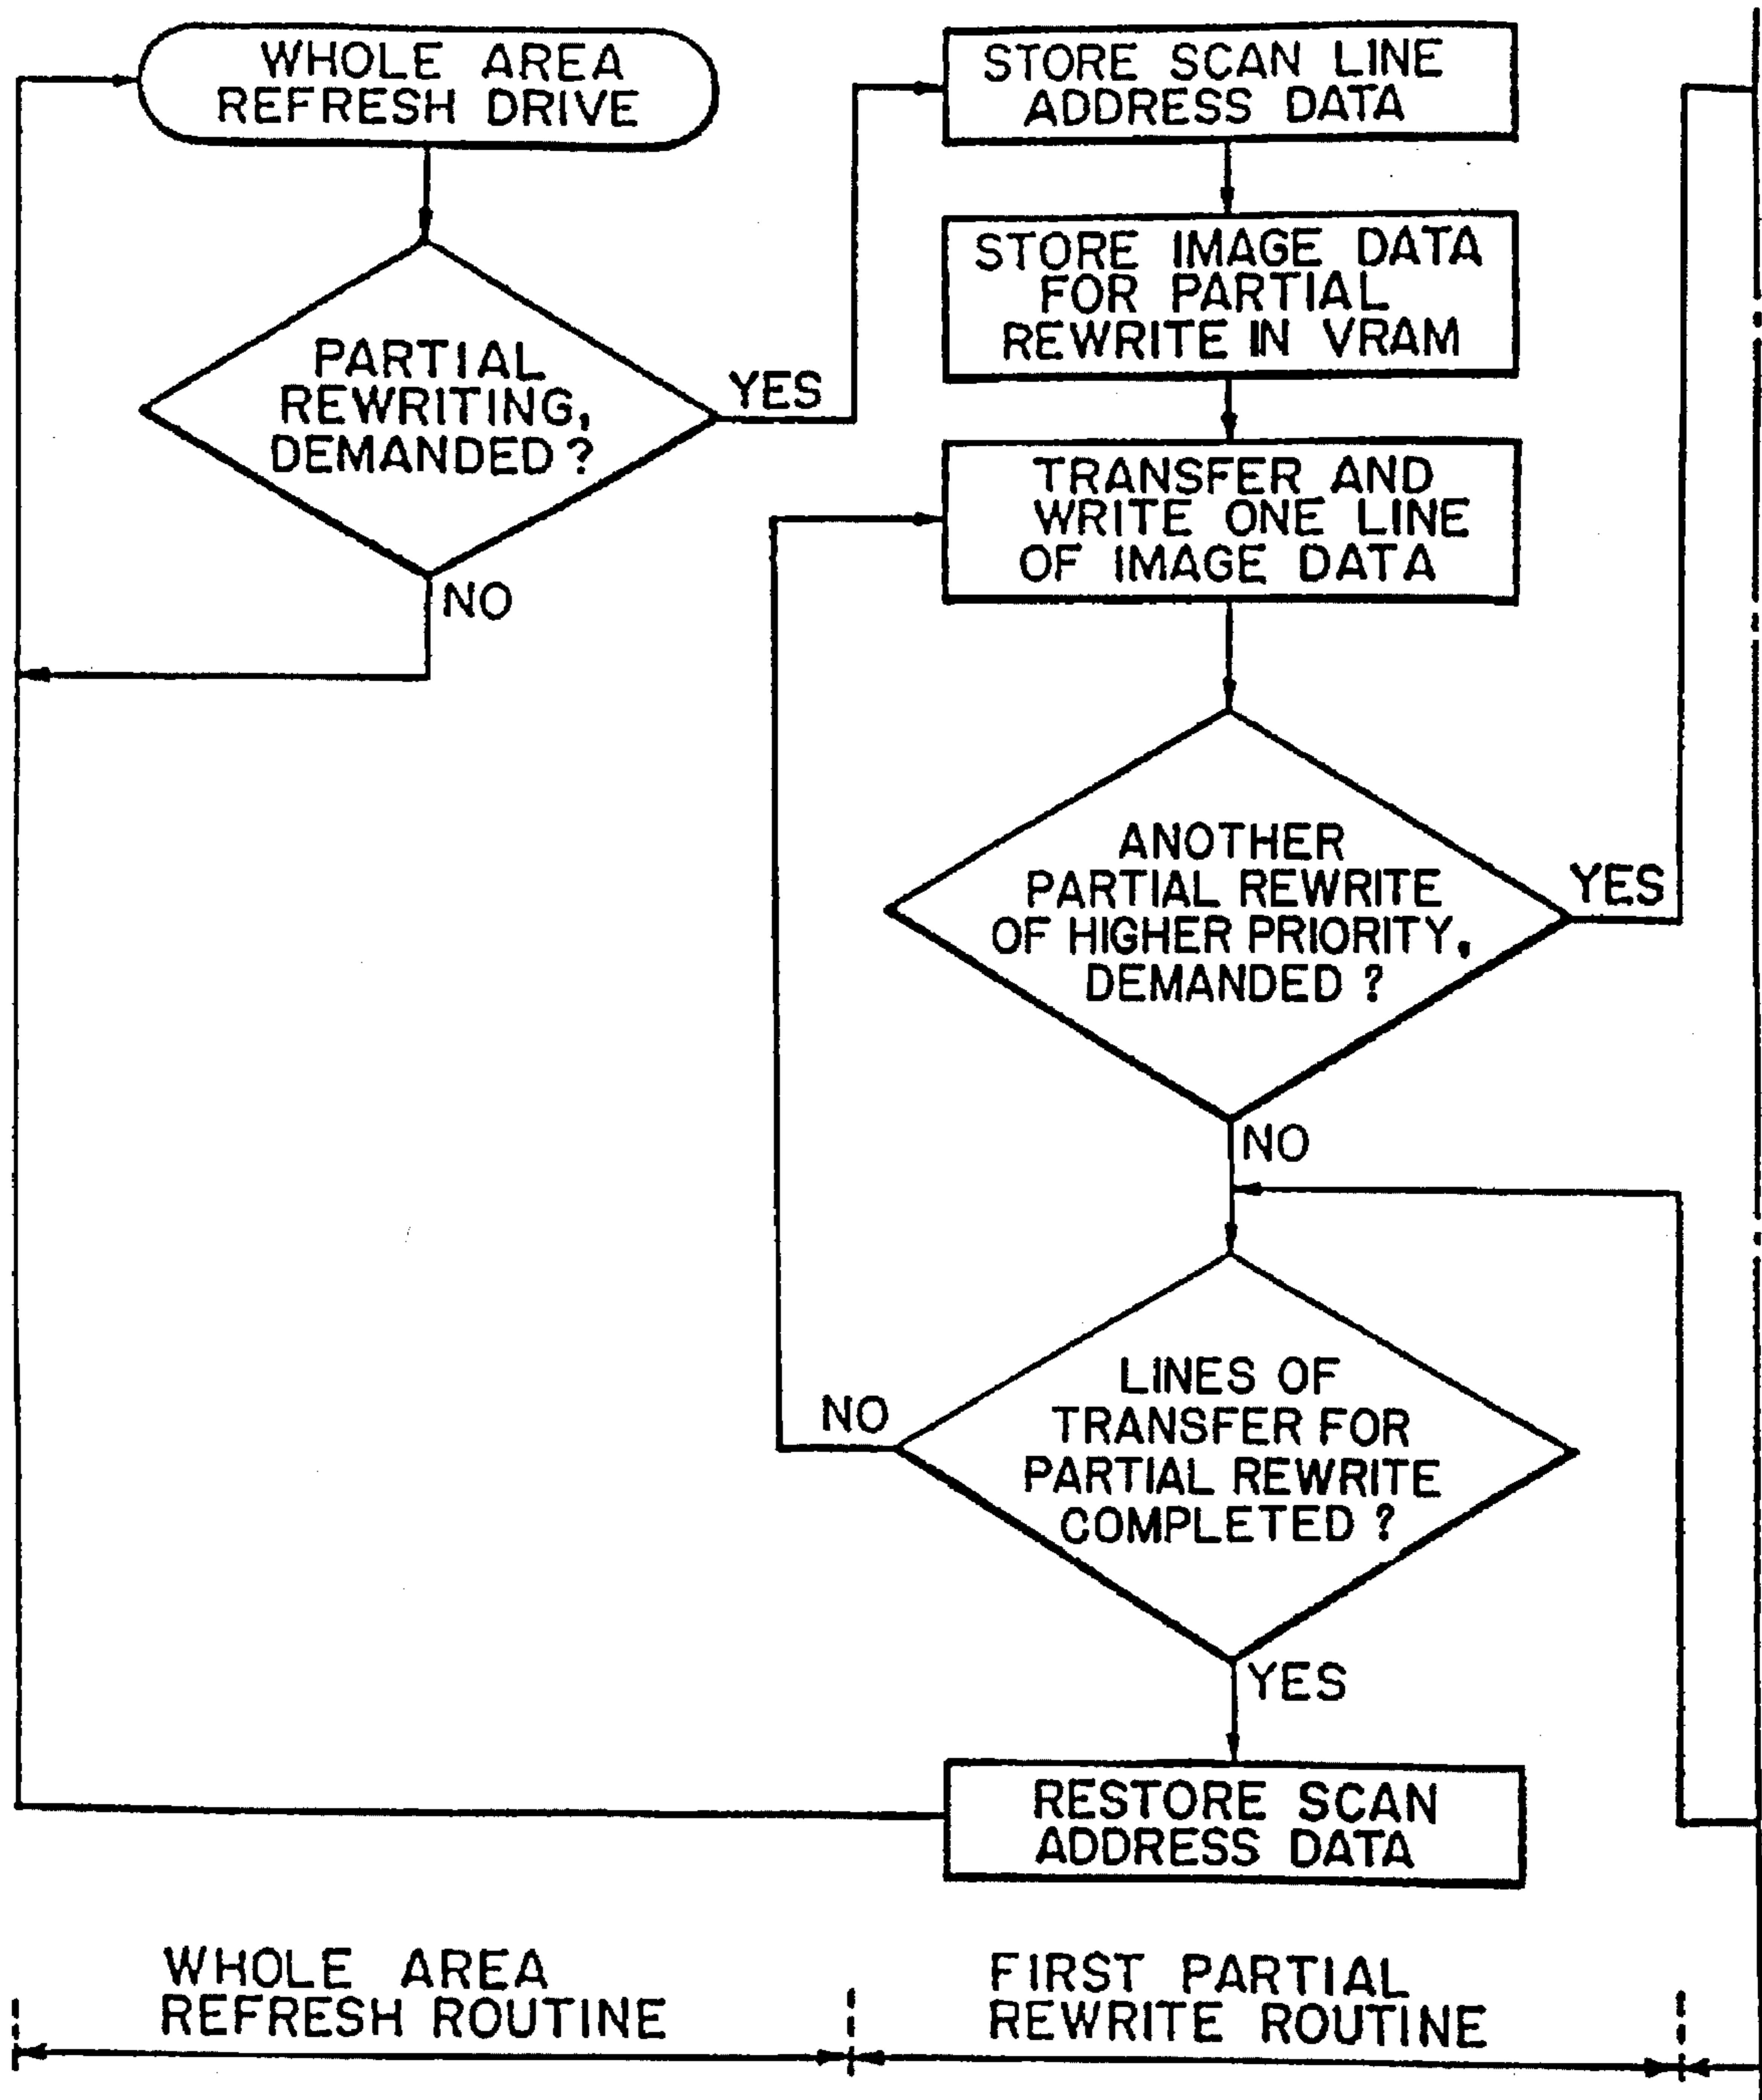 WHOLE AREA
REFRESH DRIVE
PARTIAL
REWRITING,
DEMANDED ?
YES
NO
STORE SCAN LINE
ADDRESS DATA
STORE IMAGE DATA
FOR PARTIAL
REWRITE IN VRAM
TRANSFER AND
WRITE ONE LINE
OF IMAGE DATA
ANOTHER
PARTIAL REWRITE
OF HIGHER PRIORITY,
DEMANDED ?
YES
NO
LINES OF
TRANSFER FOR
PARTIAL REWRITE
COMPLETED ?
NO
YES
RESTORE SCAN
ADDRESS DATA
WHOLE AREA
REFRESH ROUTINE
FIRST PARTIAL
REWRITE ROUTINE